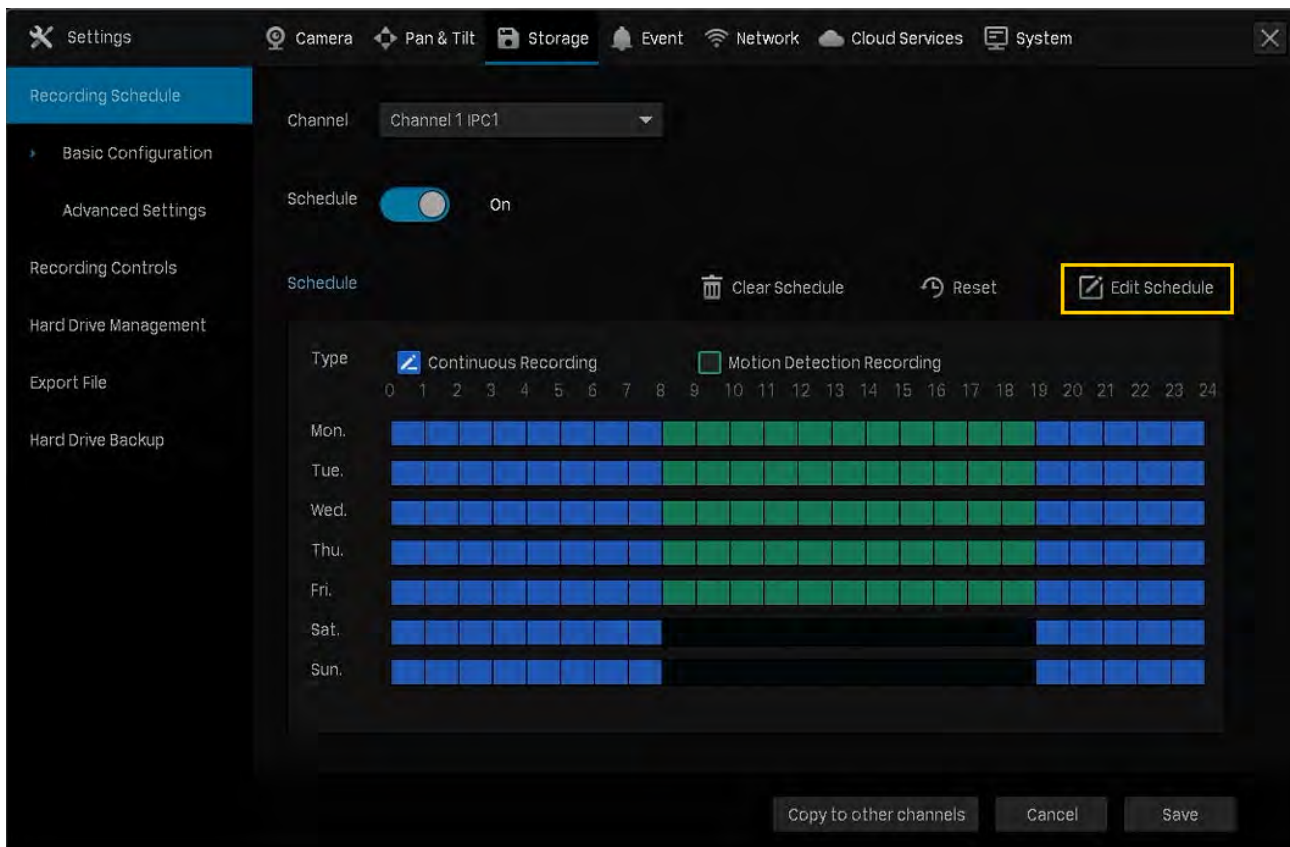 Settings Camera Pan & Tilt Storage Event Network Cloud Services System
Recording Schedule
Channel Channel 1 IPC1
Basic Configuration
Schedule On
Advanced Settings
Recording Controls
Schedule Clear Schedule Reset Edit Schedule
Hard Drive Management
Type Continuous Recording Motion Detection Recording
Export File
0 1 2 3 4 5 6 7 8 9 10 11 12 13 14 15 16 17 18 19 20 21 22 23 24
Mon.
Hard Drive Backup
Tue.
Wed.
Thu.
Fri.
Sat.
Sun.
Copy to other channels Cancel Save